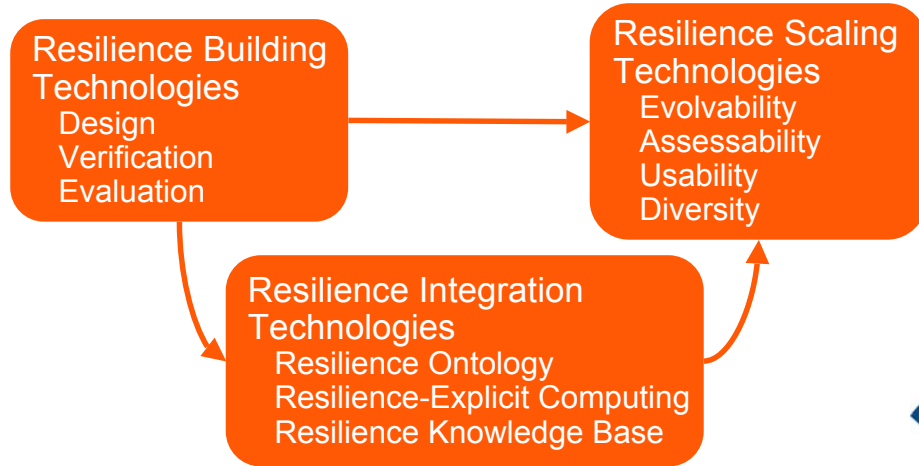 Resilience Building
Technologies
Design
Verification
Evaluation
Resilience Scaling
Technologies
Evolvability
Assessability
Usability
Diversity
Resilience Integration
Technologies
Resilience Ontology
Resilience-Explicit Computing
Resilience Knowledge Base